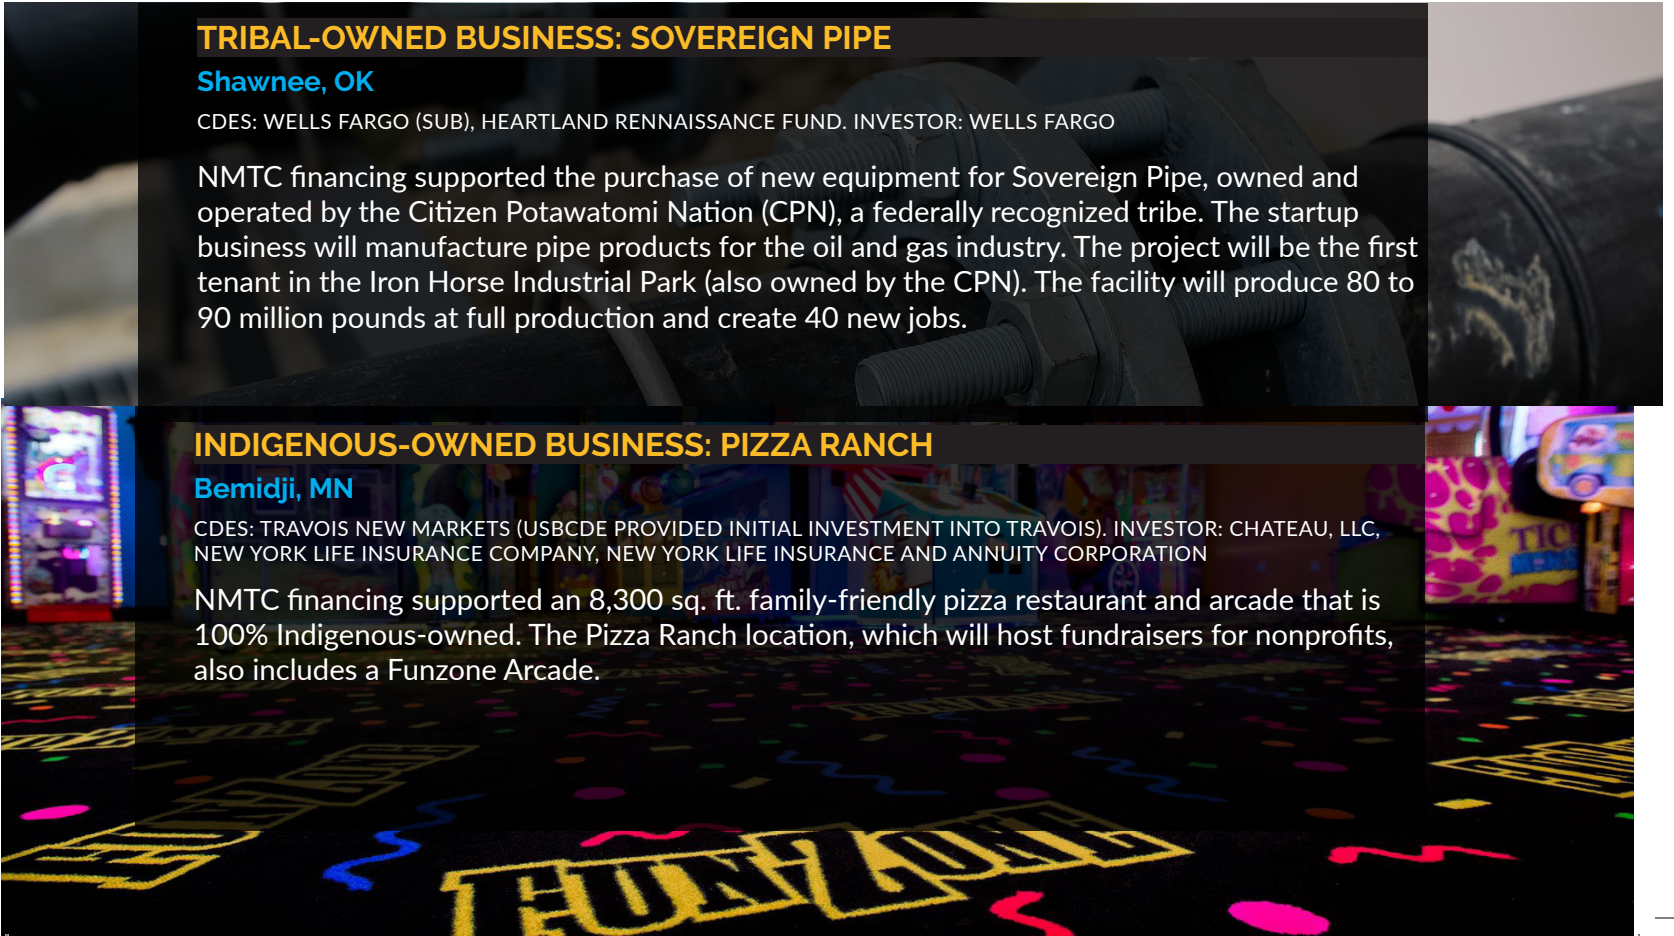 TRIBAL-OWNED BUSINESS: SOVEREIGN PIPE
Shawnee, OK
CDES: WELLS FARGO (SUB), HEARTLAND RENNAISSANCE FUND. INVESTOR: WELLS FARGO
NMTC financing supported the purchase of new equipment for Sovereign Pipe, owned and
operated by the Citizen Potawatomi Nation (CPN), a federally recognized tribe. The startup
business will manufacture pipe products for the oil and gas industry. The project will be the first
tenant in the Iron Horse Industrial Park (also owned by the CPN). The facility will produce 80 to
90 million pounds at full production and create 40 new jobs.
INDIGENOUS-OWNED BUSINESS: PIZZA RANCH
Bemidji, MN
CDES: TRAVOIS NEW MARKETS (USBCDE PROVIDED INITIAL INVESTMENT INTO TRAVOIS). INVESTOR: CHATEAU, LLC,
NEW YORK LIFE INSURANCE COMPANY, NEW YORK LIFE INSURANCE AND ANNUITY CORPORATION
NMTC financing supported an 8,300 sq. ft. family-friendly pizza restaurant and arcade that is
100% Indigenous-owned. The Pizza Ranch location, which will host fundraisers for nonprofits,
also includes a Funzone Arcade.
FUNZONE